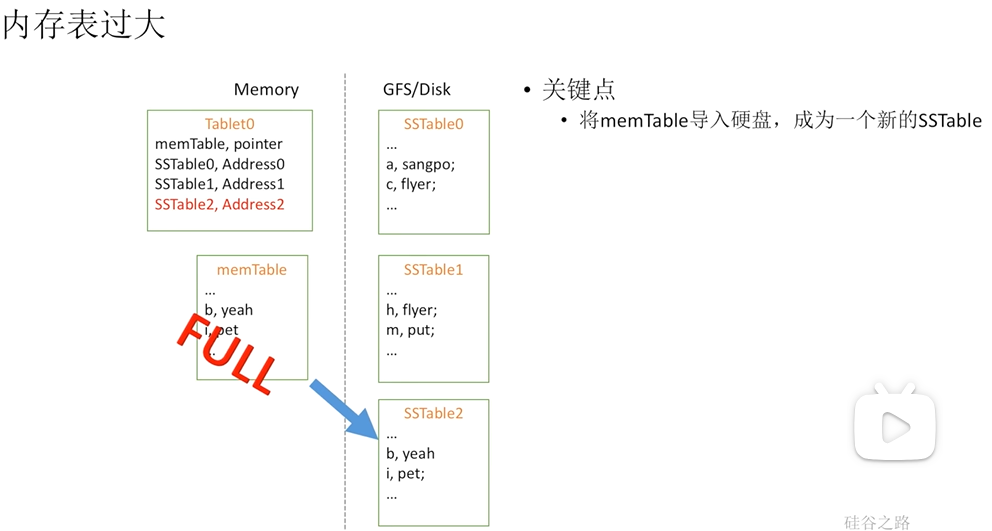 内存表过大
Memory
GFS/Disk
Tablet0
memTable, pointer
SSTable0, Address0
SSTable1, Address1
SSTable2, Address2
memTable
...
b, yeah
i, pet
...
FULL
SSTable0
...
a, sangpo;
c, flyer;
...
SSTable1
...
h, flyer;
m, put;
...
SSTable2
...
b, yeah
i, pet;
...
• 关键点
• 将memTable导入硬盘，成为一个新的SSTable
硅谷之路